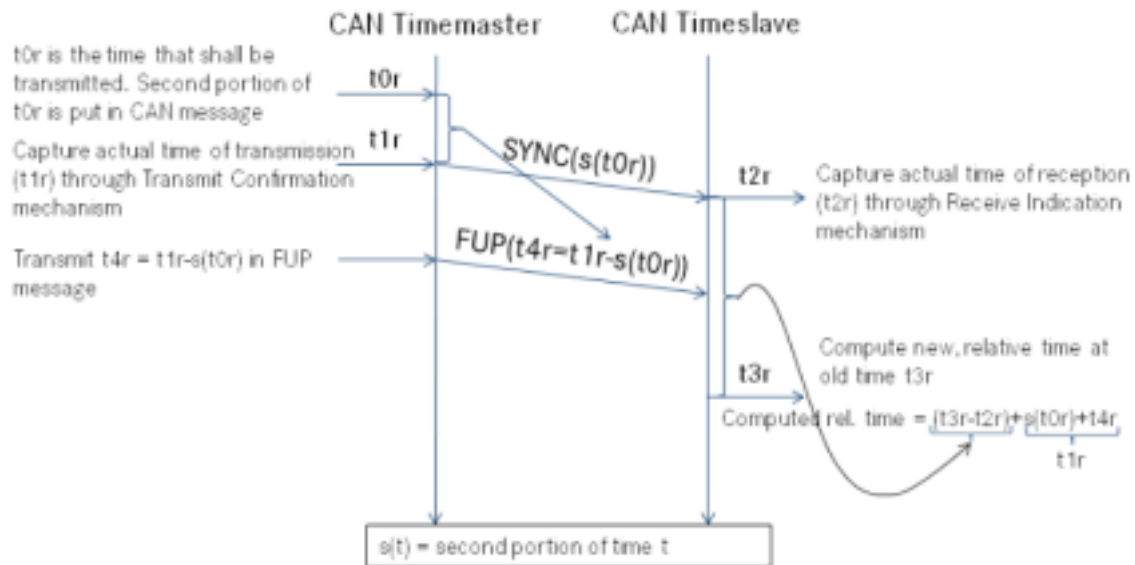 CAN Timemaster
CAN Timeslave
t0r is the time that shall be
transmitted. Second portion of
t0r is put in CAN message
t0r
t1r
Capture actual time of transmission
(t1r) through Transmit Confirmation
mechanism
SYNC(s(t0r))
t2r
Capture actual time of reception
(t2r) through Receive Indication
mechanism
Transmit t4r = t1r-s(t0r) in FUP
message
FUP(t4r=t1r-s(t0r))
t3r
Compute new, relative time at
old time t3r
Computed rel. time = (t3r-t2r)+s(t0r)+t4r
t1r
s(t) = second portion of time t